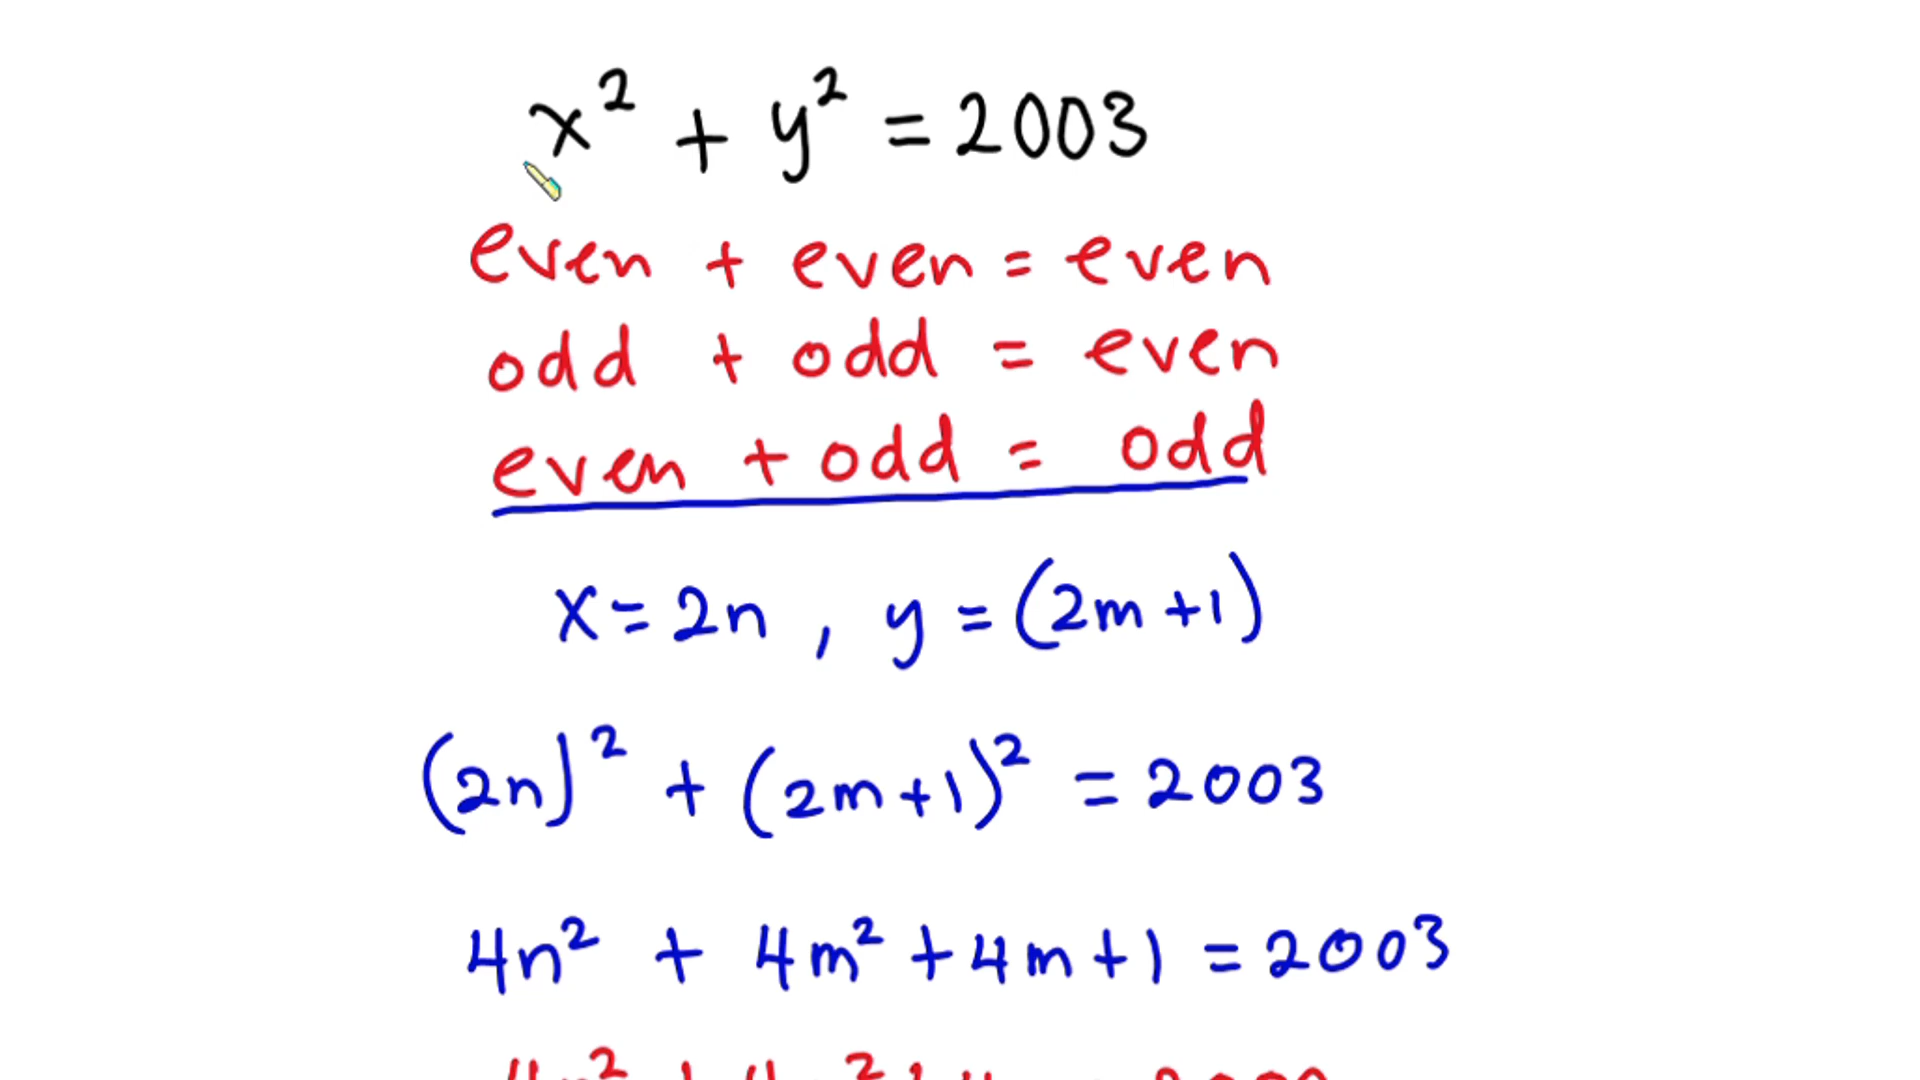 x² + y² = 2003
even + even = even
odd + odd = even
even + odd = odd
x = 2n , y = (2m+1)
(2n)² + (2m+1)² = 2003
4n² + 4m² + 4m + 1 = 2003